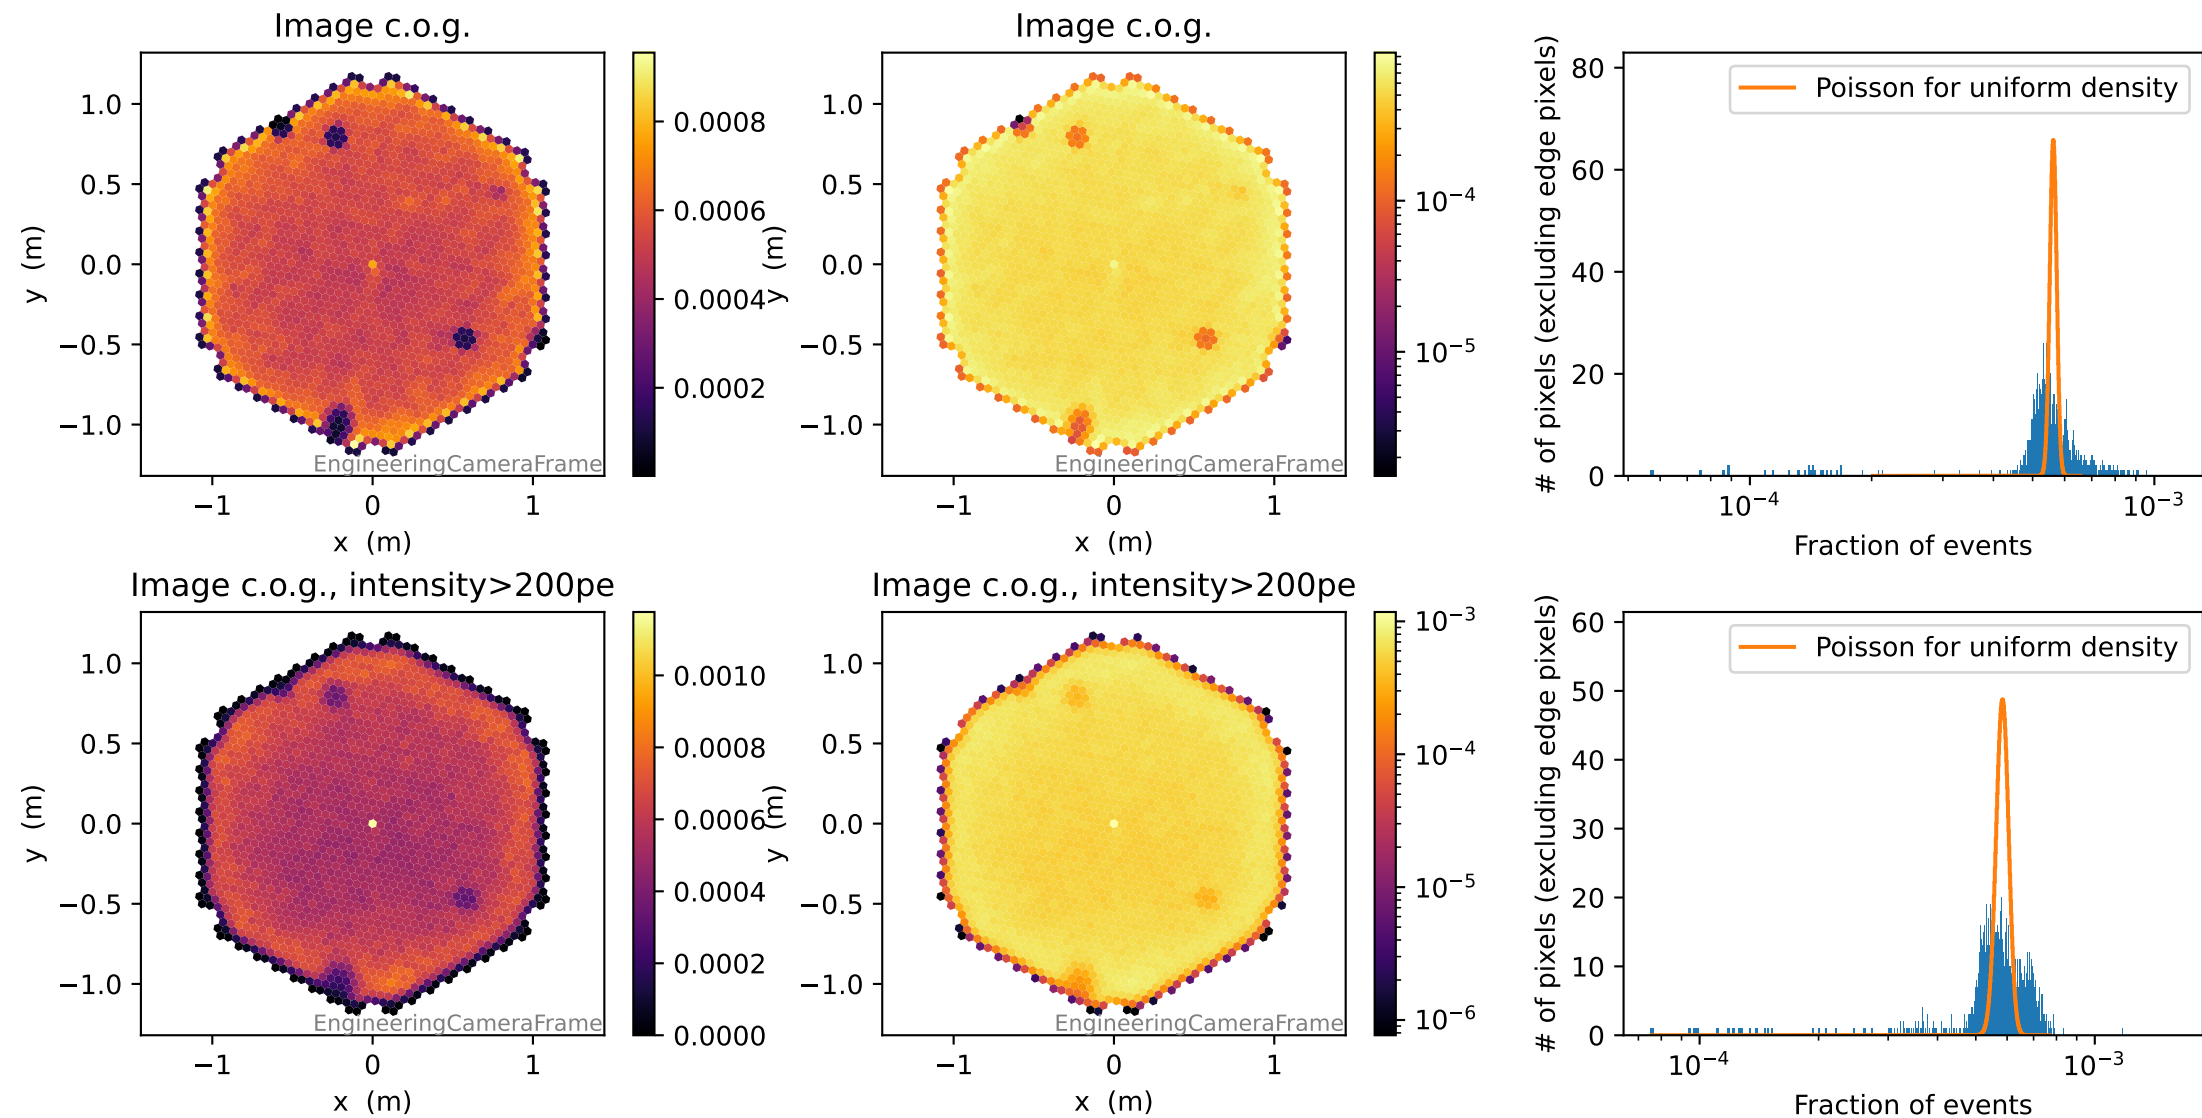 Image c.o.g.
1.0
0.5
0.0
−0.5
−1.0
y (m)
−1
0
1
x (m)
EngineeringCameraFrame
0.0008
0.0006
0.0004
0.0002
Image c.o.g.
1.0
0.5
0.0
−0.5
−1.0
y (m)
−1
0
1
x (m)
EngineeringCameraFrame
10⁻⁴
10⁻⁵
80
60
40
20
0
# of pixels (excluding edge pixels)
Poisson for uniform density
10⁻⁴
10⁻³
Fraction of events
Image c.o.g., intensity>200pe
1.0
0.5
0.0
−0.5
−1.0
y (m)
−1
0
1
x (m)
EngineeringCameraFrame
0.0010
0.0008
0.0006
0.0004
0.0002
0.0000
Image c.o.g., intensity>200pe
1.0
0.5
0.0
−0.5
−1.0
y (m)
−1
0
1
x (m)
EngineeringCameraFrame
10⁻³
10⁻⁴
10⁻⁵
10⁻⁶
60
50
40
30
20
10
0
# of pixels (excluding edge pixels)
Poisson for uniform density
10⁻⁴
10⁻³
Fraction of events